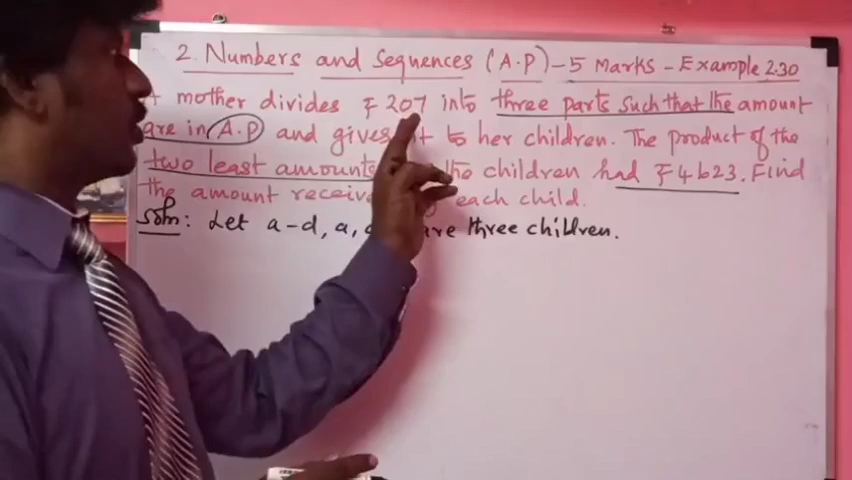 2. Numbers and Sequences (A.P) - 5 Marks - Example 2.30
mother divides ₹ 207 into three parts such that the amount
are in A.P and gives it to her children. The product of the
two least amounts the children had ₹ 4623. Find
the amount receive each child.
Soln: Let a-d, a, are three children.